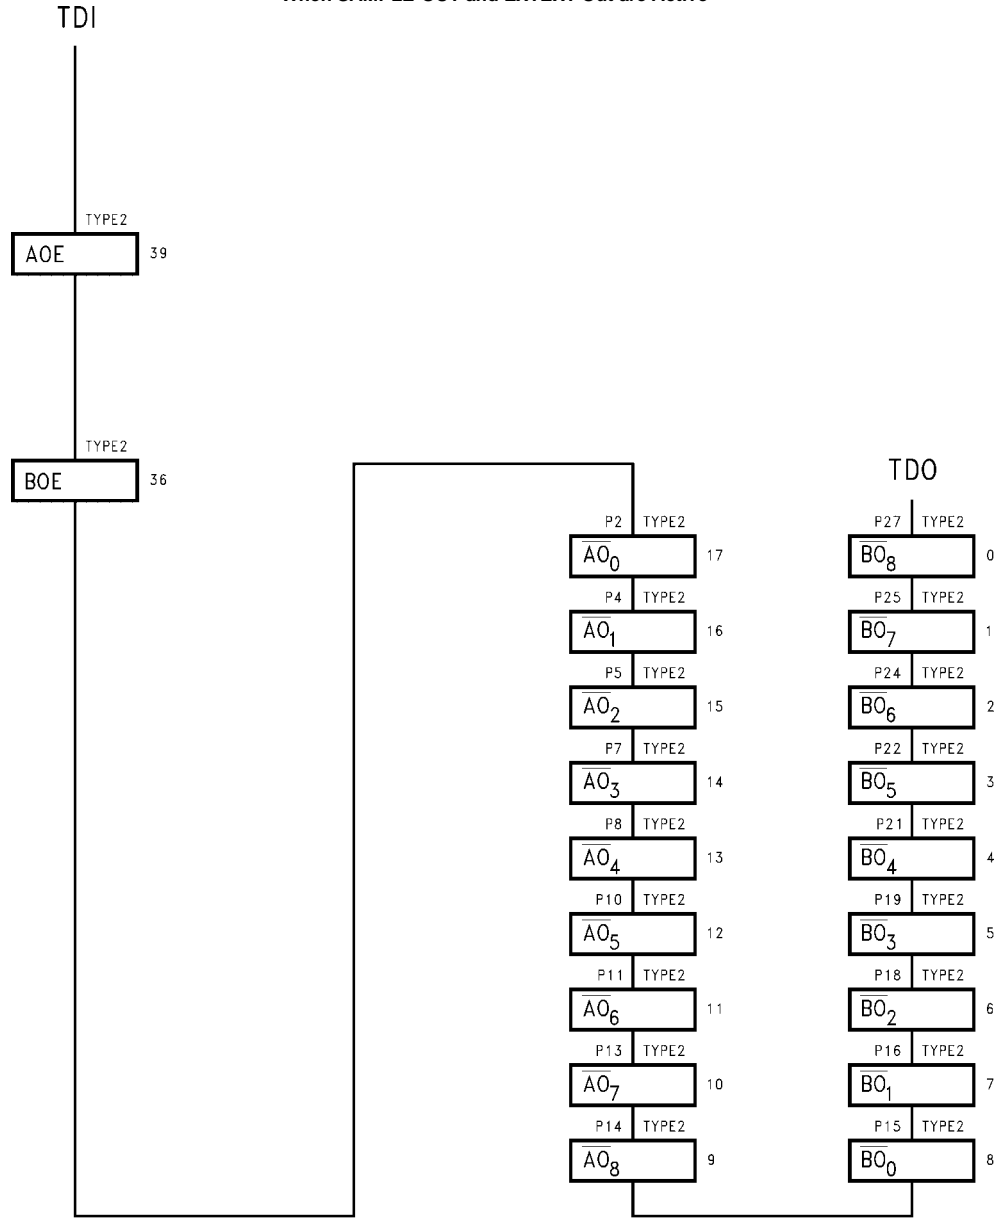 TDI
TYPE2
AOE 39
TYPE2
BOE 36
TDO
P2 TYPE2 P27 TYPE2
AO0 17 BO8 0
P4 TYPE2 P25 TYPE2
AO1 16 BO7 1
P5 TYPE2 P24 TYPE2
AO2 15 BO6 2
P7 TYPE2 P22 TYPE2
AO3 14 BO5 3
P8 TYPE2 P21 TYPE2
AO4 13 BO4 4
P10 TYPE2 P19 TYPE2
AO5 12 BO3 5
P11 TYPE2 P18 TYPE2
AO6 11 BO2 6
P13 TYPE2 P16 TYPE2
AO7 10 BO1 7
P14 TYPE2 P15 TYPE2
AO8 9 BO0 8